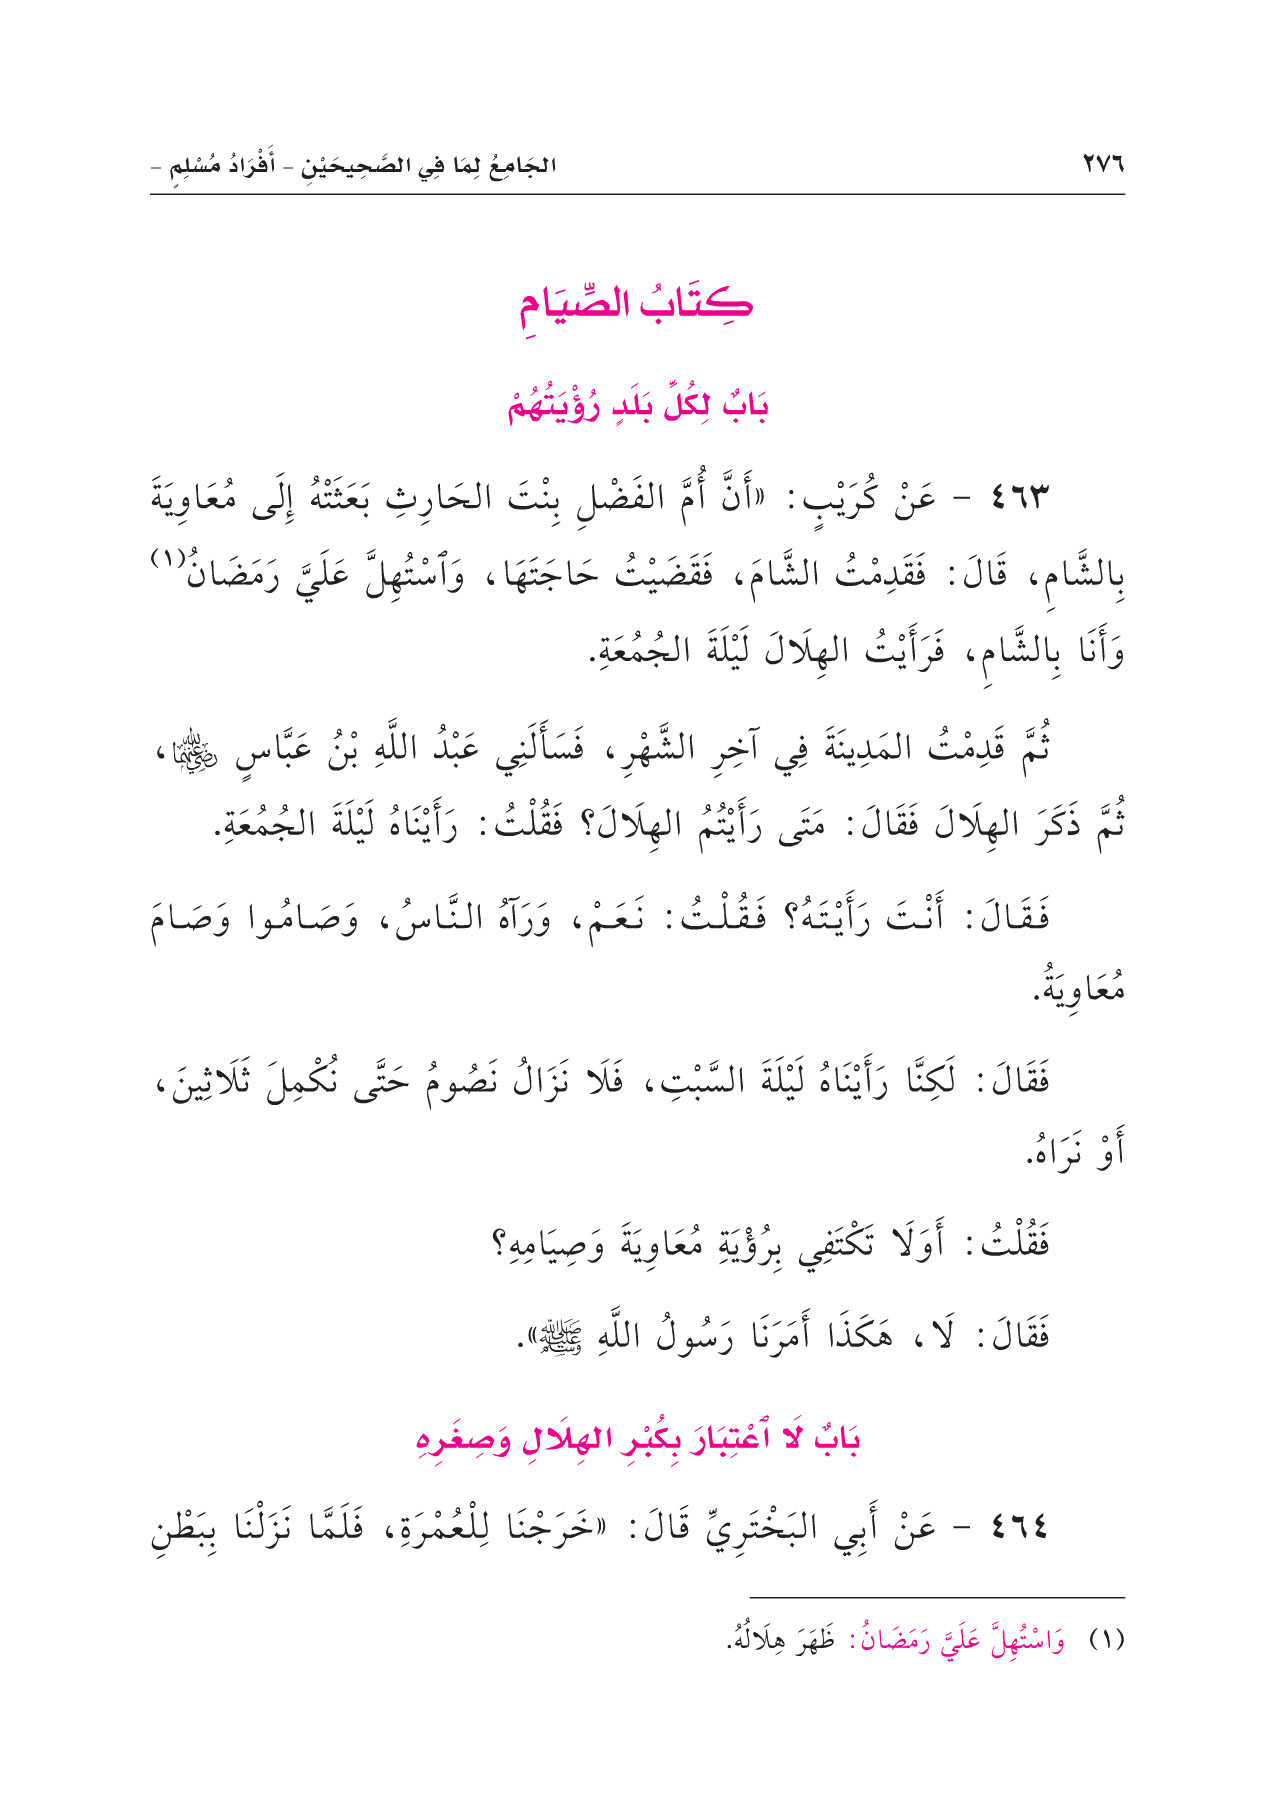 ٢٧٦
الجَامِعُ لِمَا فِي الصَّحِيحَيْنِ - أَفْرَادُ مُسْلِمٍ -
كِتَابُ الصِّيَامِ
بَابٌ لِكُلِّ بَلَدٍ رُؤْيَتُهُمْ
٤٦٣ - عَنْ كُرَيْبٍ: «أَنَّ أُمَّ الفَضْلِ بِنْتَ الحَارِثِ بَعَثَتْهُ إِلَى مُعَاوِيَةَ
بِالشَّامِ، قَالَ: فَقَدِمْتُ الشَّامَ، فَقَضَيْتُ حَاجَتَهَا، وَٱسْتُهِلَّ عَلَيَّ رَمَضَانُ(١)
وَأَنَا بِالشَّامِ، فَرَأَيْتُ الهِلَالَ لَيْلَةَ الجُمُعَةِ.
ثُمَّ قَدِمْتُ المَدِينَةَ فِي آخِرِ الشَّهْرِ، فَسَأَلَنِي عَبْدُ اللَّهِ بْنُ عَبَّاسٍ رضي الله عنهما،
ثُمَّ ذَكَرَ الهِلَالَ فَقَالَ: مَتَى رَأَيْتُمُ الهِلَالَ؟ فَقُلْتُ: رَأَيْنَاهُ لَيْلَةَ الجُمُعَةِ.
فَقَالَ: أَنْتَ رَأَيْتَهُ؟ فَقُلْتُ: نَعَمْ، وَرَآهُ النَّاسُ، وَصَامُوا وَصَامَ
مُعَاوِيَةُ.
فَقَالَ: لَكِنَّا رَأَيْنَاهُ لَيْلَةَ السَّبْتِ، فَلَا نَزَالُ نَصُومُ حَتَّى نُكْمِلَ ثَلَاثِينَ،
أَوْ نَرَاهُ.
فَقُلْتُ: أَوَلَا تَكْتَفِي بِرُؤْيَةِ مُعَاوِيَةَ وَصِيَامِهِ؟
فَقَالَ: لَا، هَكَذَا أَمَرَنَا رَسُولُ اللَّهِ ﷺ».
بَابٌ لَا ٱعْتِبَارَ بِكُبْرِ الهِلَالِ وَصِغَرِهِ
٤٦٤ - عَنْ أَبِي البَخْتَرِيِّ قَالَ: «خَرَجْنَا لِلْعُمْرَةِ، فَلَمَّا نَزَلْنَا بِبَطْنِ
(١) وَاسْتُهِلَّ عَلَيَّ رَمَضَانُ: ظَهَرَ هِلَالُهُ.